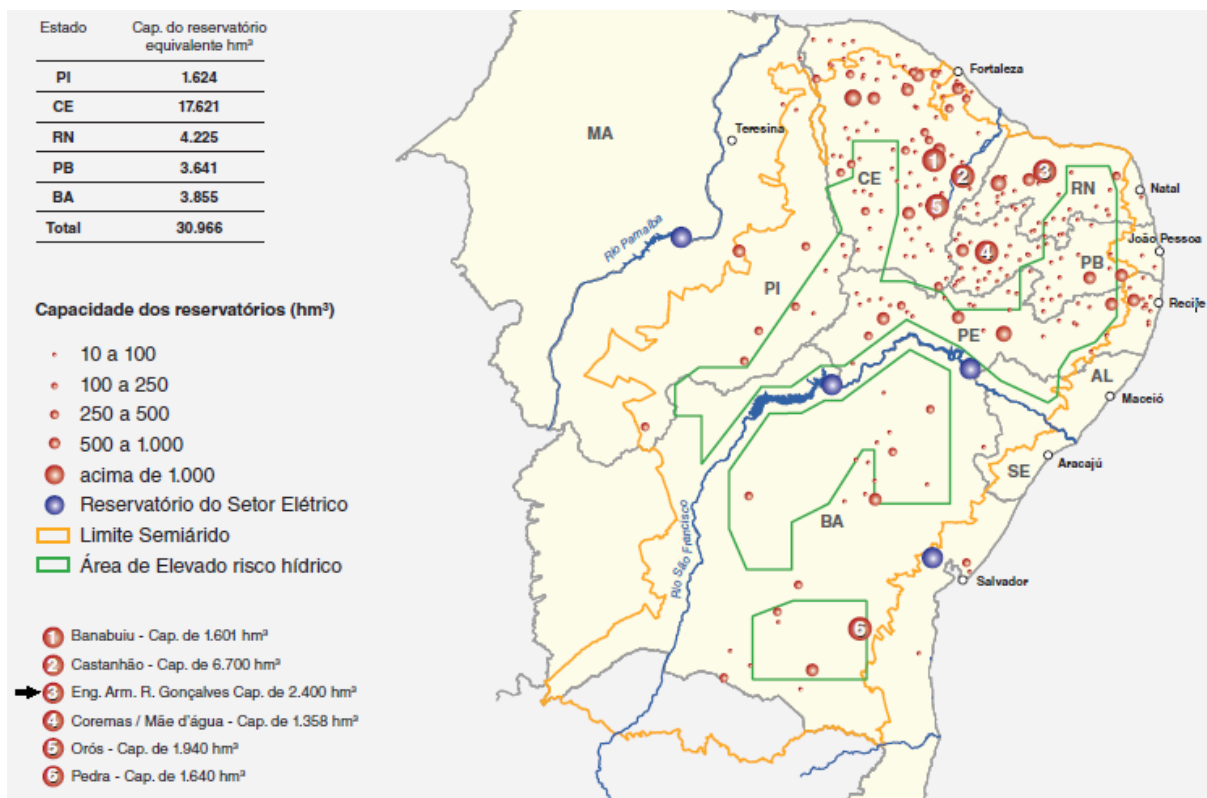 Estado Cap. do reservatório
equivalente hm³
PI 1.624
CE 17.621
RN 4.225
PB 3.641
BA 3.855
Total 30.966
Capacidade dos reservatórios (hm³)
10 a 100
100 a 250
250 a 500
500 a 1.000
acima de 1.000
Reservatório do Setor Elétrico
Limite Semiárido
Área de Elevado risco hídrico
1 Banabuiu - Cap. de 1.601 hm³
2 Castanhão - Cap. de 6.700 hm³
3 Eng. Arm. R. Gonçalves Cap. de 2.400 hm³
4 Coremas / Mãe d'água - Cap. de 1.358 hm³
5 Orós - Cap. de 1.940 hm³
6 Pedra - Cap. de 1.640 hm³
Fortaleza
MA
Teresina
1
2
3
CE
RN
Natal
5
Rio Parnaíba
João Pessoa
4
PB
PI
Recife
PE
AL
Maceió
Aracajú
SE
BA
Rio São Francisco
Salvador
6